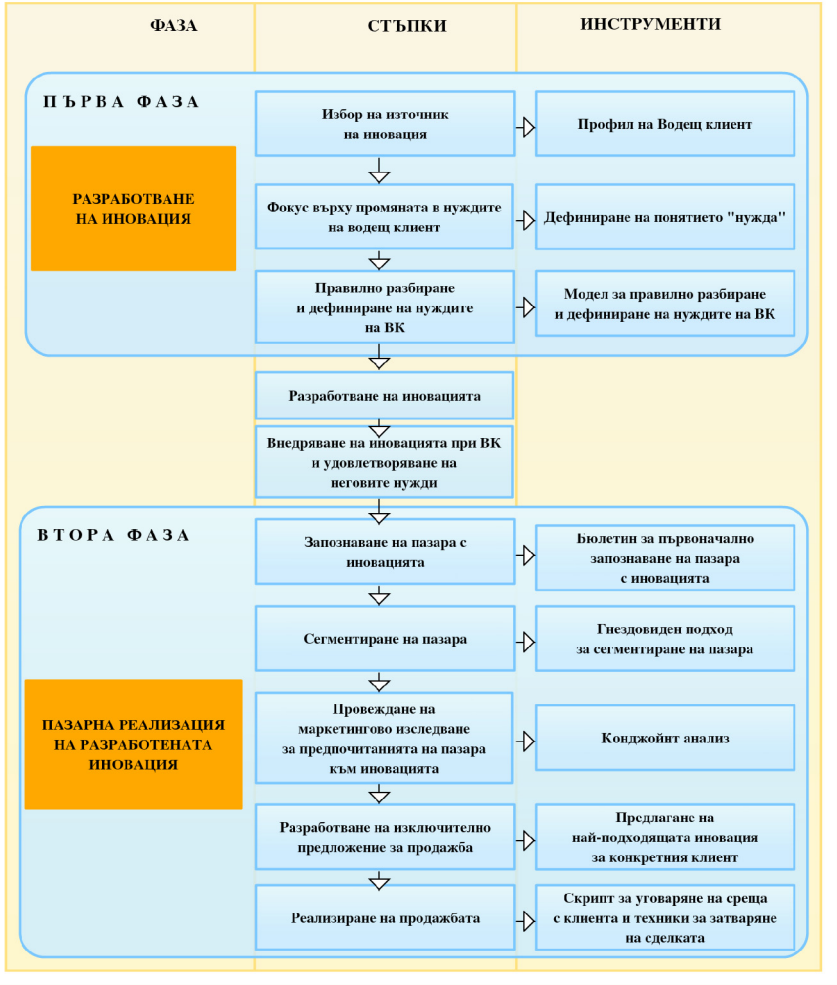 ФАЗА
СТЪПКИ
ИНСТРУМЕНТИ
ПЪРВА ФАЗА
РАЗРАБОТВАНЕ
НА ИНОВАЦИЯ
Избор на източник
на иновация
Профил на Водещ клиент
Фокус върху промяната в нуждите
на водещ клиент
Дефиниране на понятието "нужда"
Правилно разбиране
и дефиниране на нуждите
на ВК
Модел за правилно разбиране
и дефиниране на нуждите на ВК
Разработване на иновацията
Внедряване на иновацията при ВК
и удовлетворяване на
неговите нужди
ВТОРА ФАЗА
ПАЗАРНА РЕАЛИЗАЦИЯ
НА РАЗРАБОТЕНАТА
ИНОВАЦИЯ
Запознаване на пазара с
иновацията
Бюлетин за първоначално
запознаване на пазара
с иновацията
Сегментиране на пазара
Гнездовиден подход
за сегментиране на пазара
Провеждане на
маркетингово изследване
за предпочитанията на пазара
към иновацията
Конджойнт анализ
Разработване на изключително
предложение за продажба
Предлагане на
най-подходящата иновация
за конкретния клиент
Реализиране на продажбата
Скрипт за уговаряне на среща
с клиента и техники за затваряне
на сделката